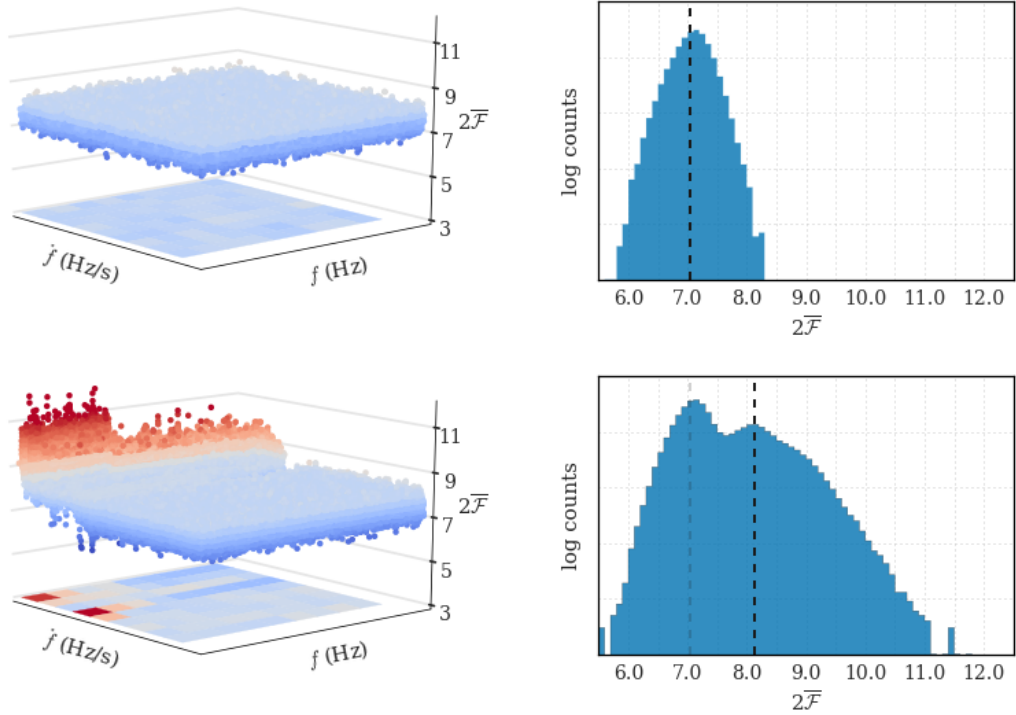 11
9
2F̅
7
5
3
ḟ (Hz/s)
f (Hz)
log counts
6.0 7.0 8.0 9.0 10.0 11.0 12.0
2F̅
11
9
2F̅
7
5
3
ḟ (Hz/s)
f (Hz)
log counts
6.0 7.0 8.0 9.0 10.0 11.0 12.0
2F̅